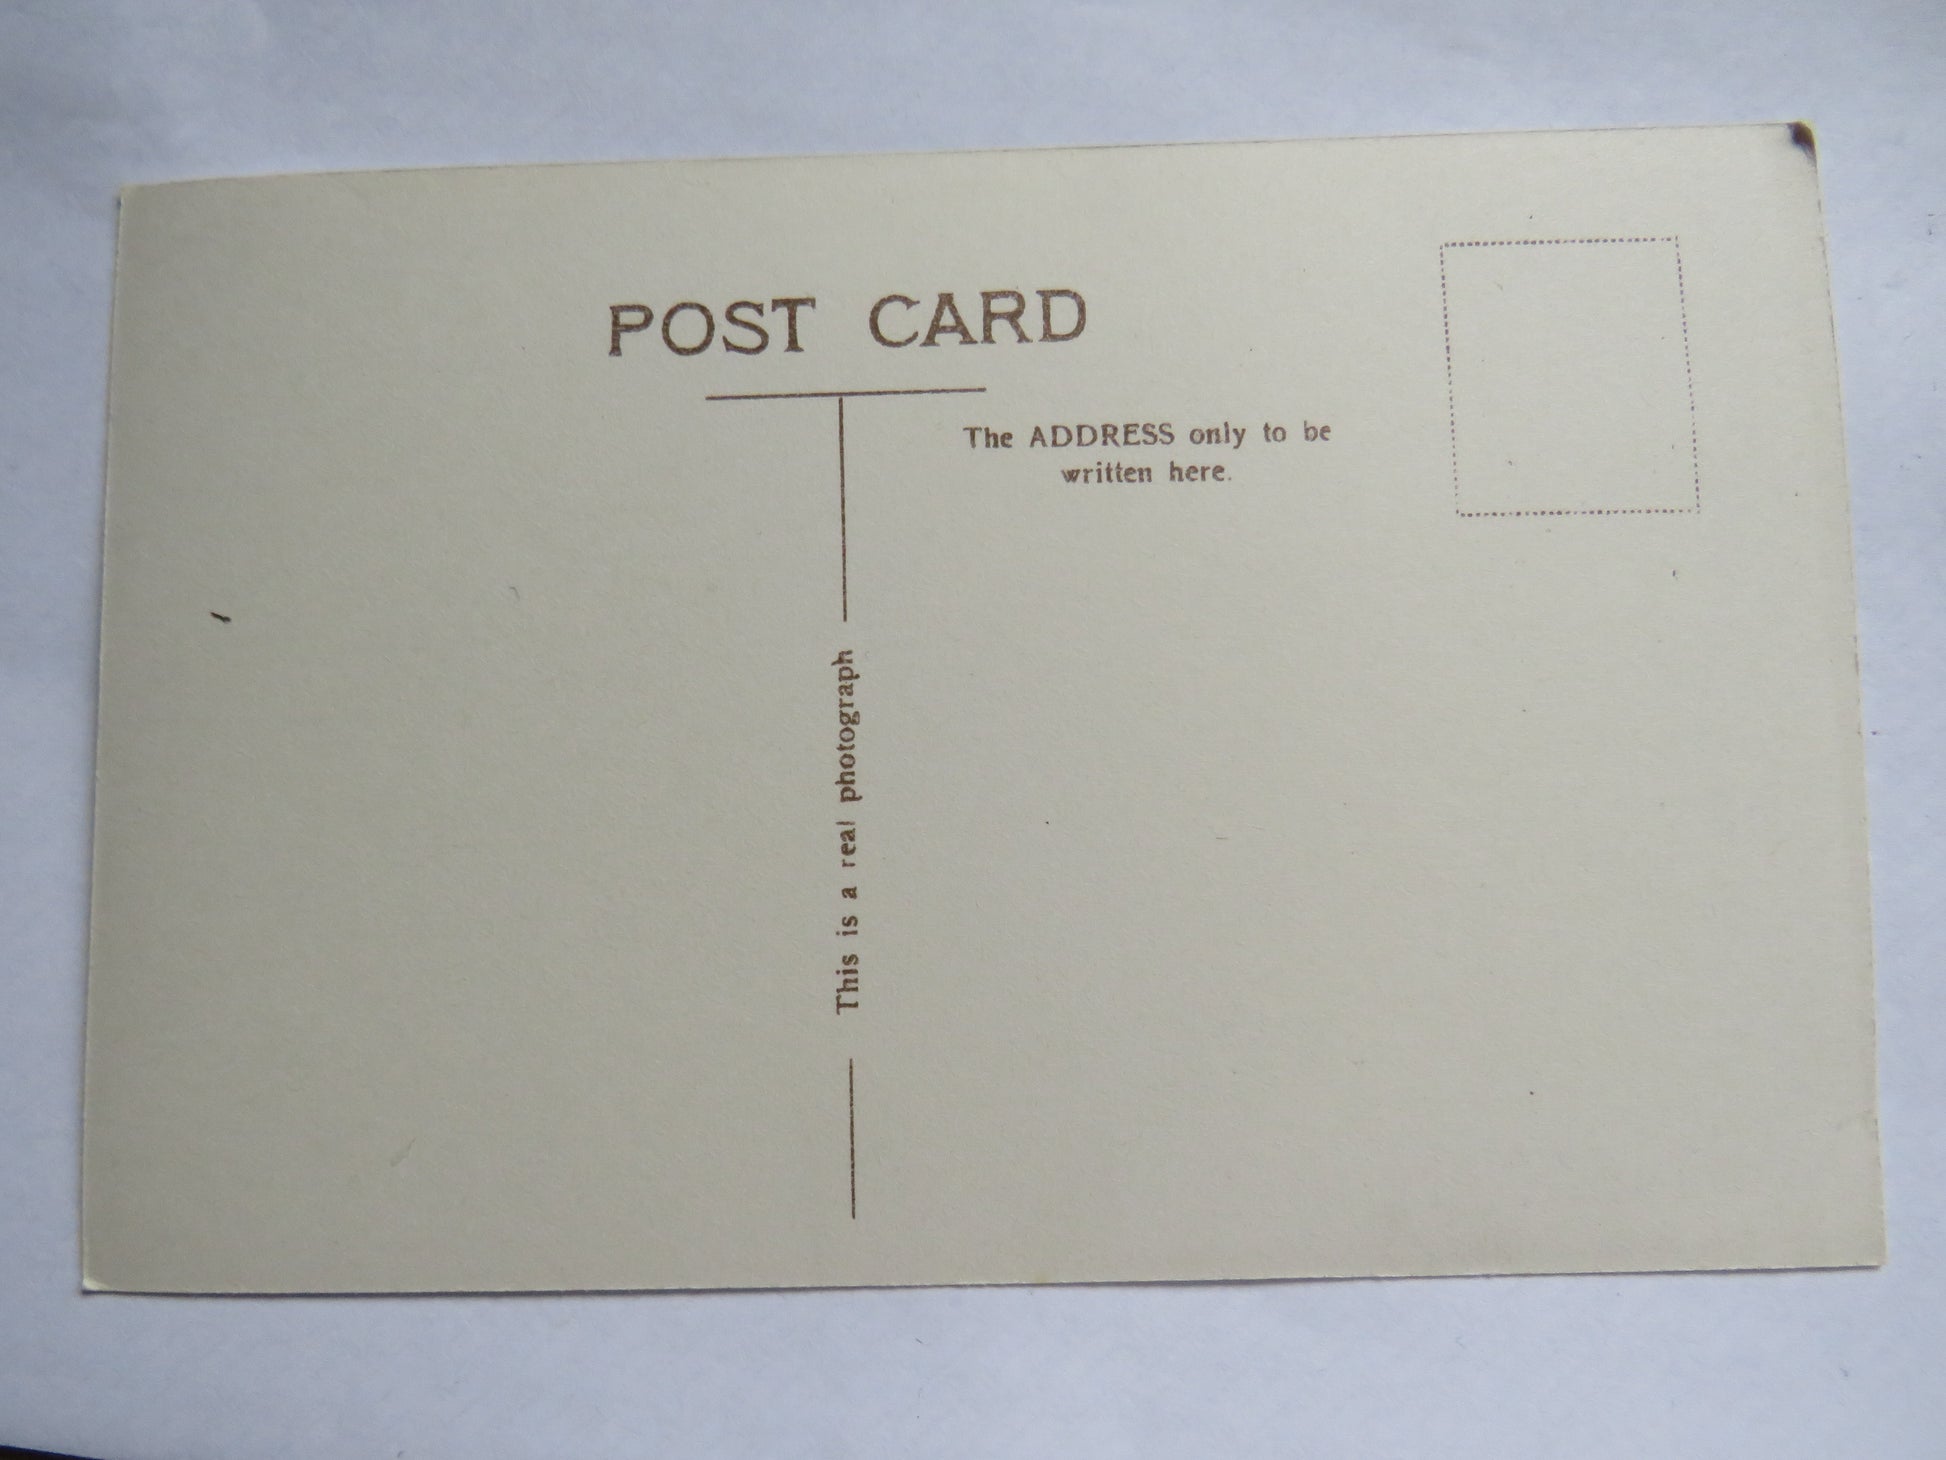 POST CARD
The ADDRESS only to be
written here.
This is a real photograph